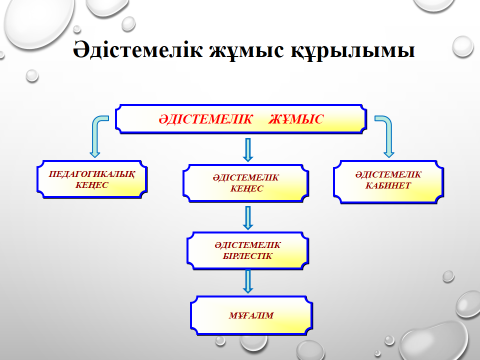 Әдістемелік жұмыс құрылымы
ӘДІСТЕМЕЛІК ЖҰМЫС
ПЕДАГОГИКАЛЫҚ
КЕҢЕС
ӘДІСТЕМЕЛІК
КЕҢЕС
ӘДІСТЕМЕЛІК
КАБИНЕТ
ӘДІСТЕМЕЛІК
БІРЛЕСТІК
МҰҒАЛІМ